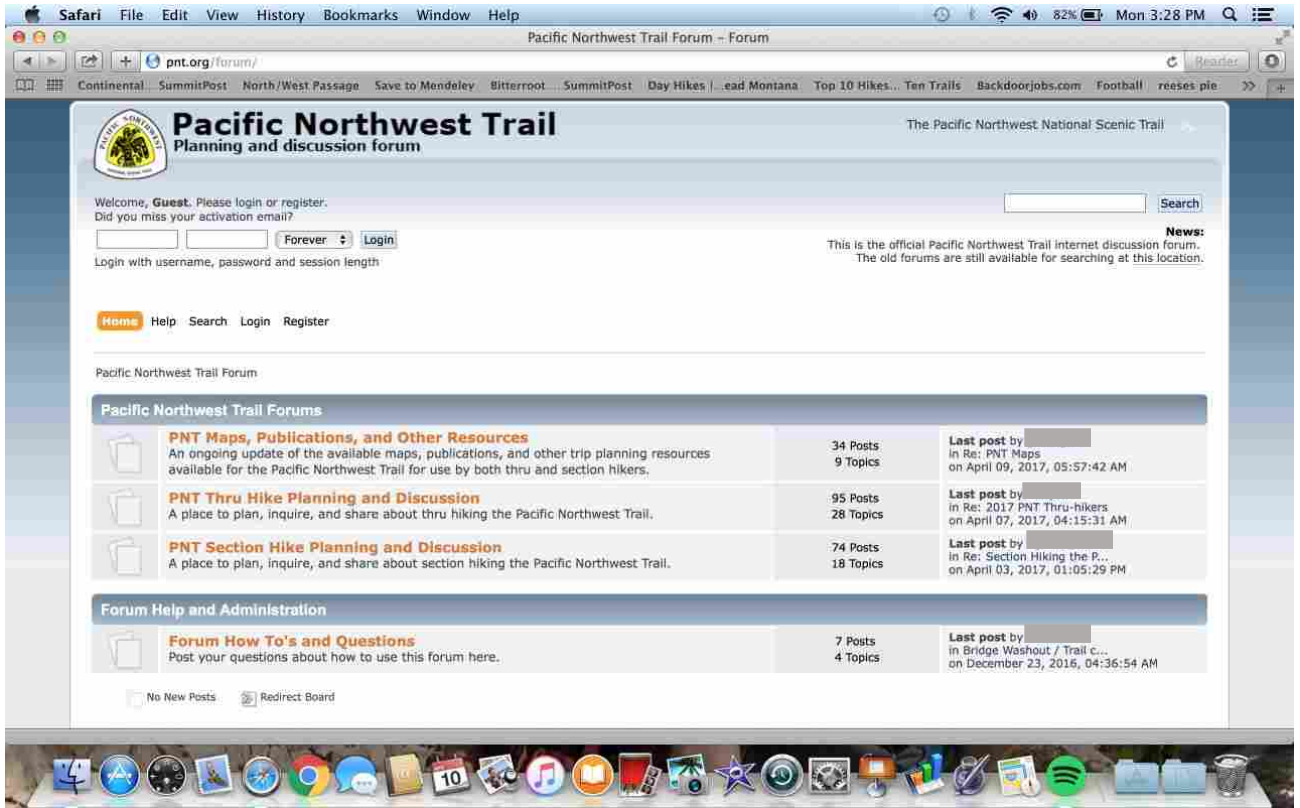 Safari File Edit View History Bookmarks Window Help 82% Mon 3:28 PM
Pacific Northwest Trail Forum – Forum
pnt.org/forum/ Reader
Continental... SummitPost North/West Passage Save to Mendeley Bitterroot ... SummitPost Day Hikes |...ead Montana Top 10 Hikes... Ten Trails Backdoorjobs.com Football reeses pie
PACIFIC NORTHWEST
Pacific Northwest Trail
Planning and discussion forum
The Pacific Northwest National Scenic Trail
Welcome, Guest. Please login or register.
Did you miss your activation email?
Forever Login
Login with username, password and session length
Search
News:
This is the official Pacific Northwest Trail internet discussion forum.
The old forums are still available for searching at this location.
Home Help Search Login Register
Pacific Northwest Trail Forum
Pacific Northwest Trail Forums
PNT Maps, Publications, and Other Resources
An ongoing update of the available maps, publications, and other trip planning resources
available for the Pacific Northwest Trail for use by both thru and section hikers.
34 Posts
9 Topics
Last post by
in Re: PNT Maps
on April 09, 2017, 05:57:42 AM
PNT Thru Hike Planning and Discussion
A place to plan, inquire, and share about thru hiking the Pacific Northwest Trail.
95 Posts
28 Topics
Last post by
in Re: 2017 PNT Thru-hikers
on April 07, 2017, 04:15:31 AM
PNT Section Hike Planning and Discussion
A place to plan, inquire, and share about section hiking the Pacific Northwest Trail.
74 Posts
18 Topics
Last post by
in Re: Section Hiking the P...
on April 03, 2017, 01:05:29 PM
Forum Help and Administration
Forum How To's and Questions
Post your questions about how to use this forum here.
7 Posts
4 Topics
Last post by
in Bridge Washout / Trail c...
on December 23, 2016, 04:36:54 AM
No New Posts Redirect Board
10